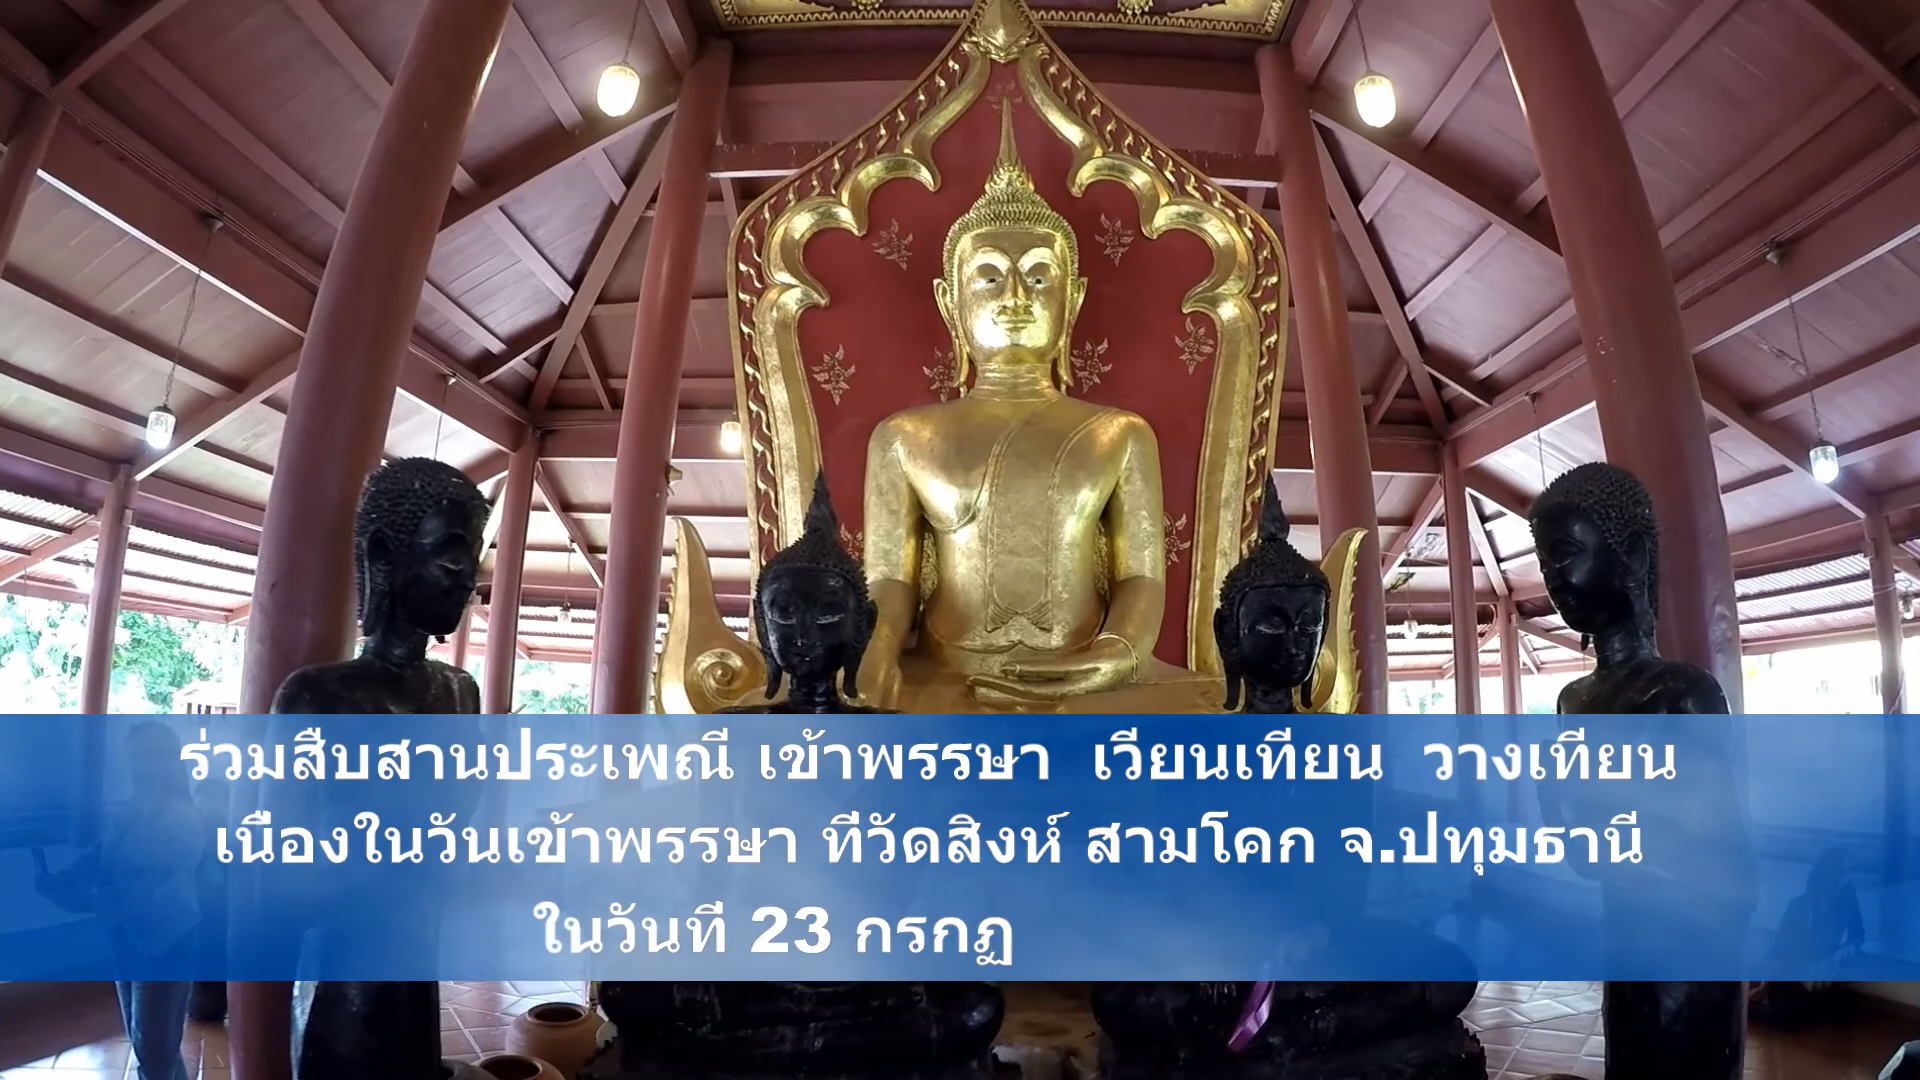 ร่วมสืบสานประเพณี เข้าพรรษา เวียนเทียน วางเทียน
เนื่องในวันเข้าพรรษา ที่วัดสิงห์ สามโคก จ.ปทุมธานี
ในวันที่ 23 กรกฏ